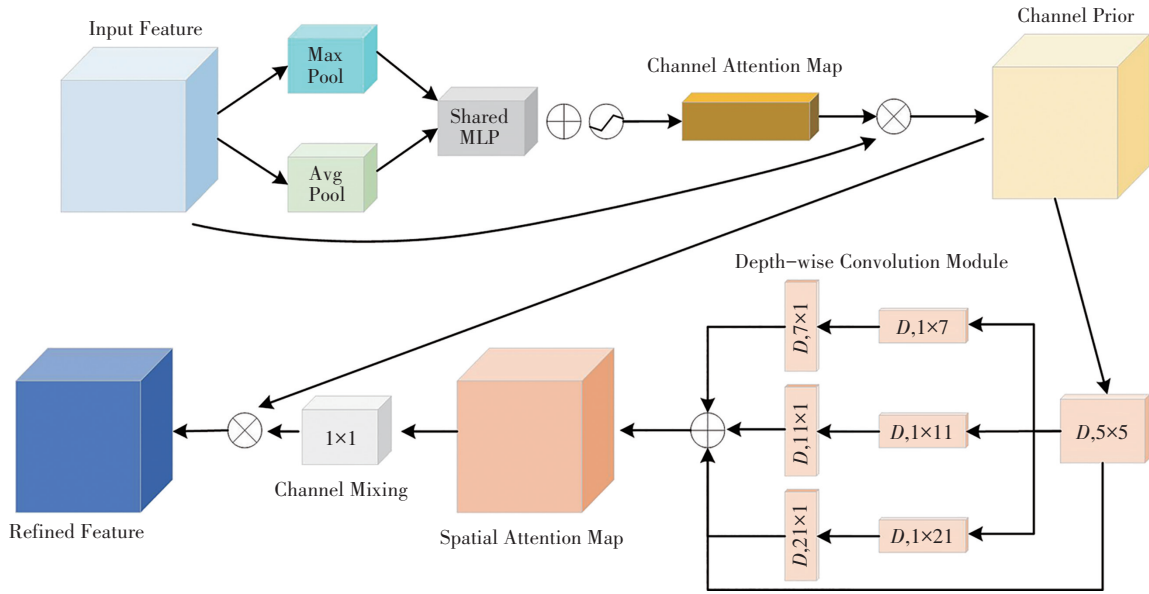 Input Feature
Max
Pool
Channel Attention Map
Channel Prior
Shared
MLP
Avg
Pool
Depth-wise Convolution Module
D,7×1
D,1×7
D,11×1
D,1×11
D,5×5
1×1
Channel Mixing
D,21×1
D,1×21
Refined Feature
Spatial Attention Map